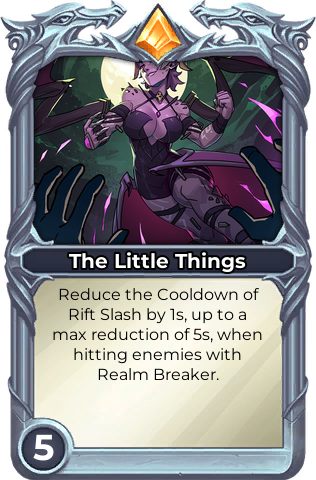 The Little Things
Reduce the Cooldown of
Rift Slash by 1s, up to a
max reduction of 5s, when
hitting enemies with
Realm Breaker.
5